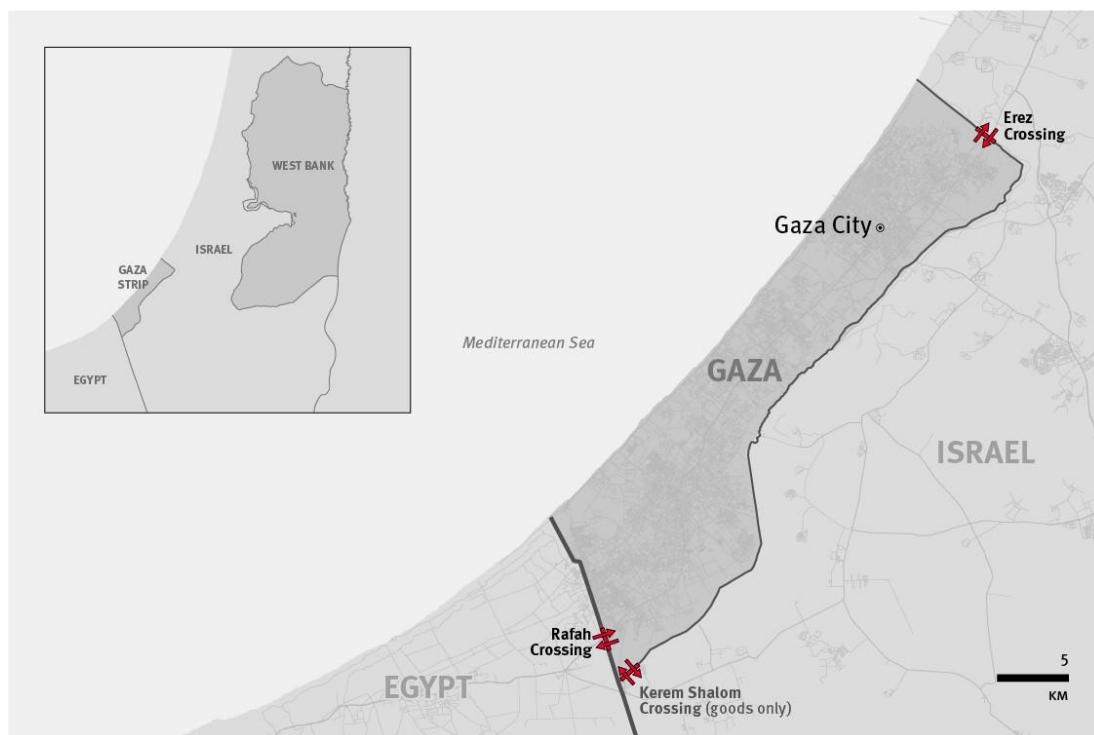 WEST BANK
ISRAEL
GAZA
STRIP
EGYPT
Mediterranean Sea
Erez
Crossing
Gaza City
GAZA
ISRAEL
Rafah
Crossing
EGYPT
Kerem Shalom
Crossing (goods only)
5
KM